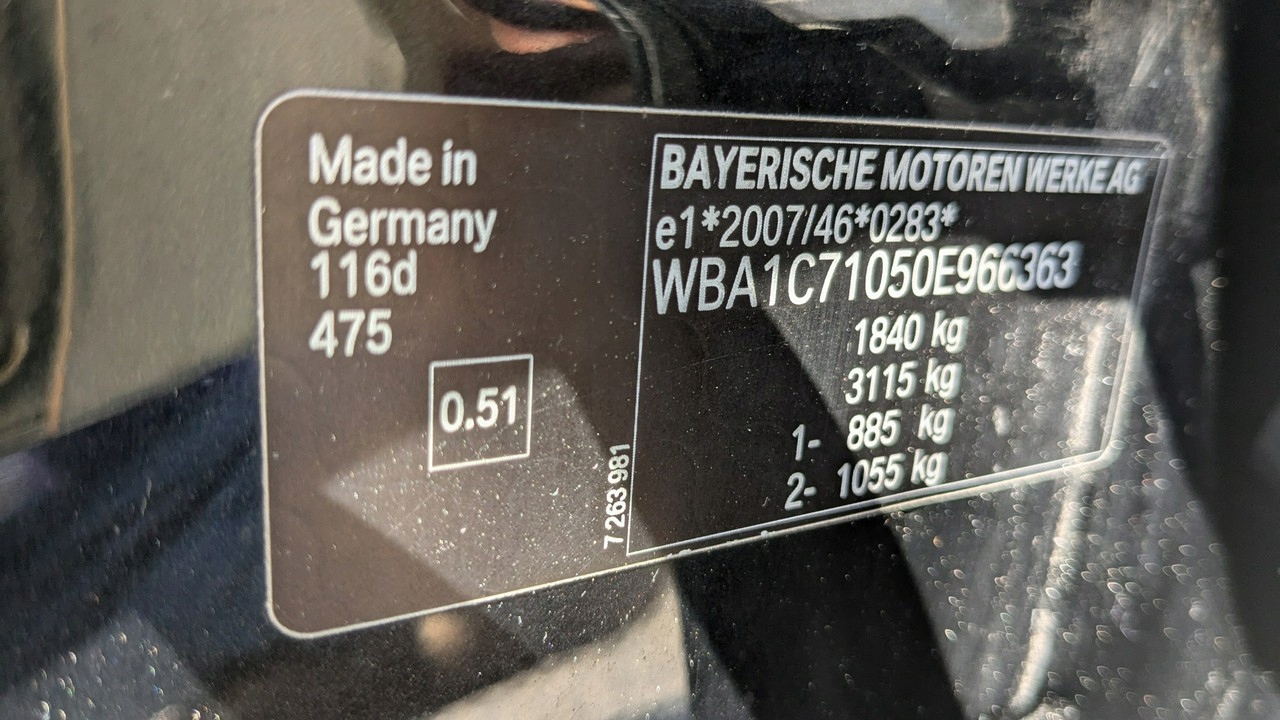 Made in
Germany
116d
475
0.51
7 263 981
BAYERISCHE MOTOREN WERKE AG
e1*2007/46*0283*
WBA1C71050E966363
1840 kg
3115 kg
1- 885 kg
2- 1055 kg